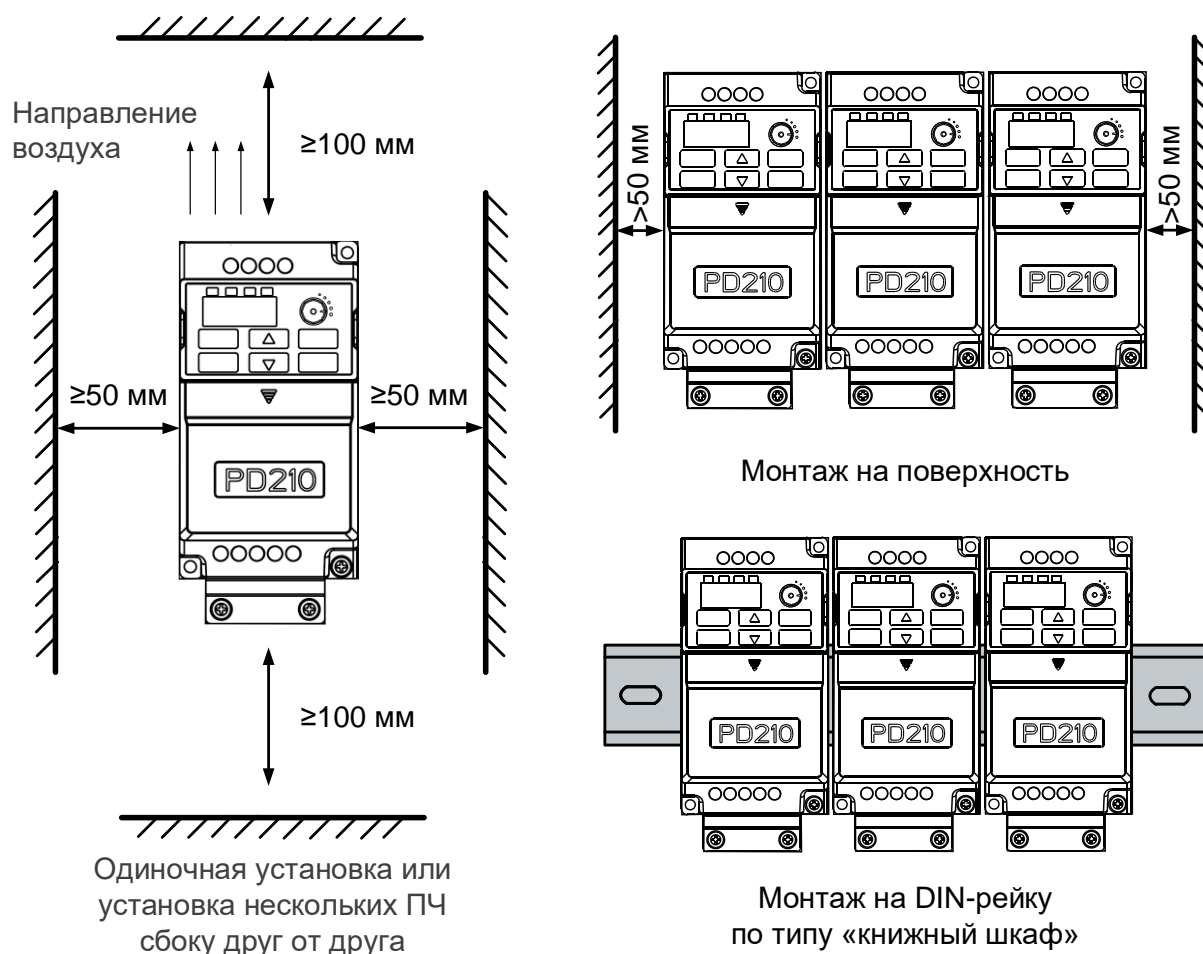 Направление
воздуха
≥100 мм
≥50 мм
≥50 мм
PD210
≥100 мм
Одиночная установка или
установка нескольких ПЧ
сбоку друг от друга
>50 мм
>50 мм
PD210
PD210
PD210
Монтаж на поверхность
PD210
PD210
PD210
Монтаж на DIN-рейку
по типу «книжный шкаф»